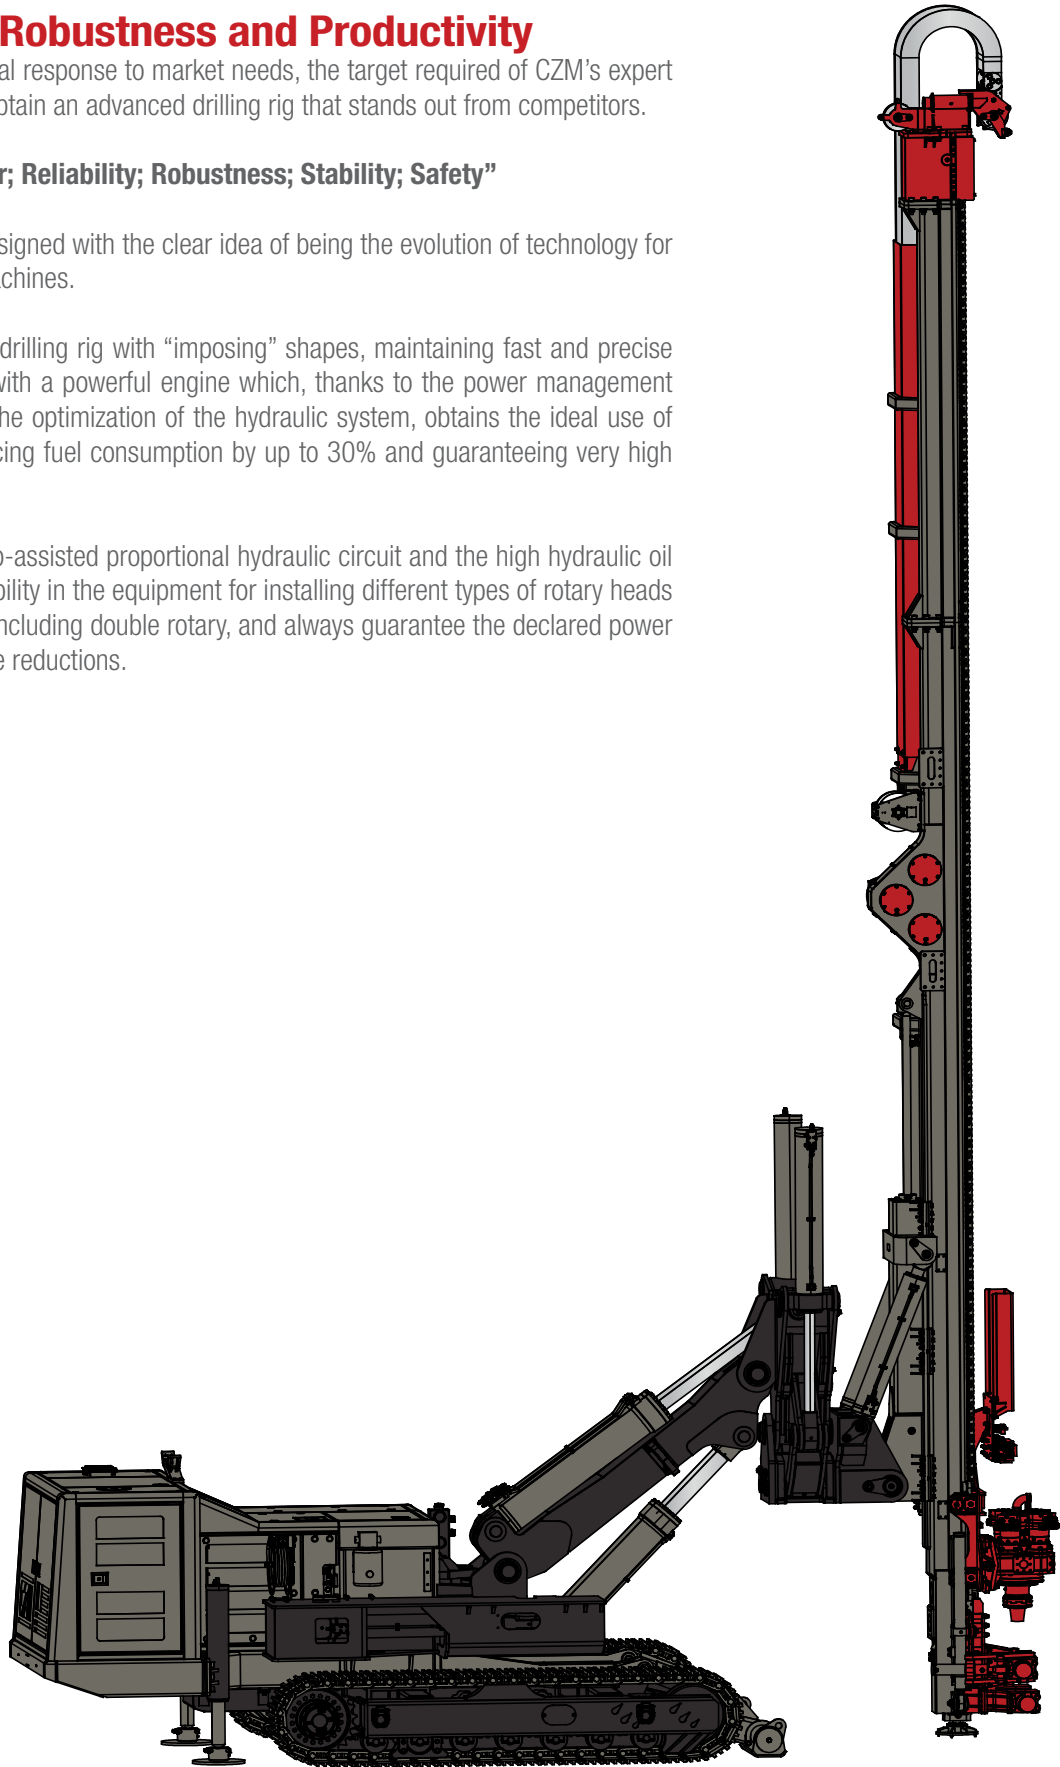 Robustness and Productivity
al response to market needs, the target required of CZM’s expert
btain an advanced drilling rig that stands out from competitors.
r; Reliability; Robustness; Stability; Safety”
signed with the clear idea of being the evolution of technology for
achines.
drilling rig with “imposing” shapes, maintaining fast and precise
with a powerful engine which, thanks to the power management
he optimization of the hydraulic system, obtains the ideal use of
cing fuel consumption by up to 30% and guaranteeing very high
o-assisted proportional hydraulic circuit and the high hydraulic oil
bility in the equipment for installing different types of rotary heads
including double rotary, and always guarantee the declared power
e reductions.